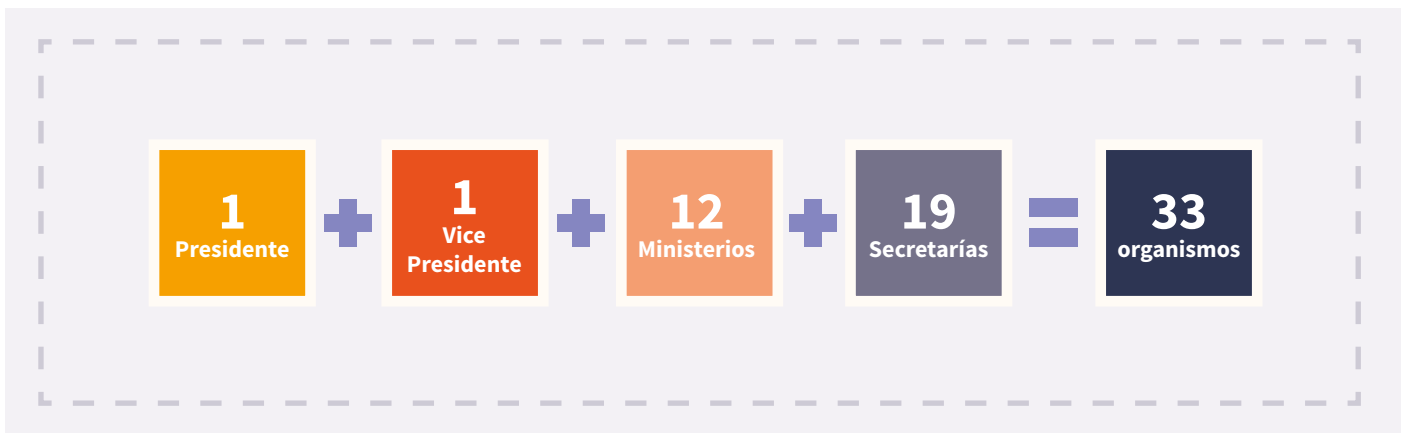 1
Presidente
+
1
Vice
Presidente
+
12
Ministerios
+
19
Secretarías
=
33
organismos